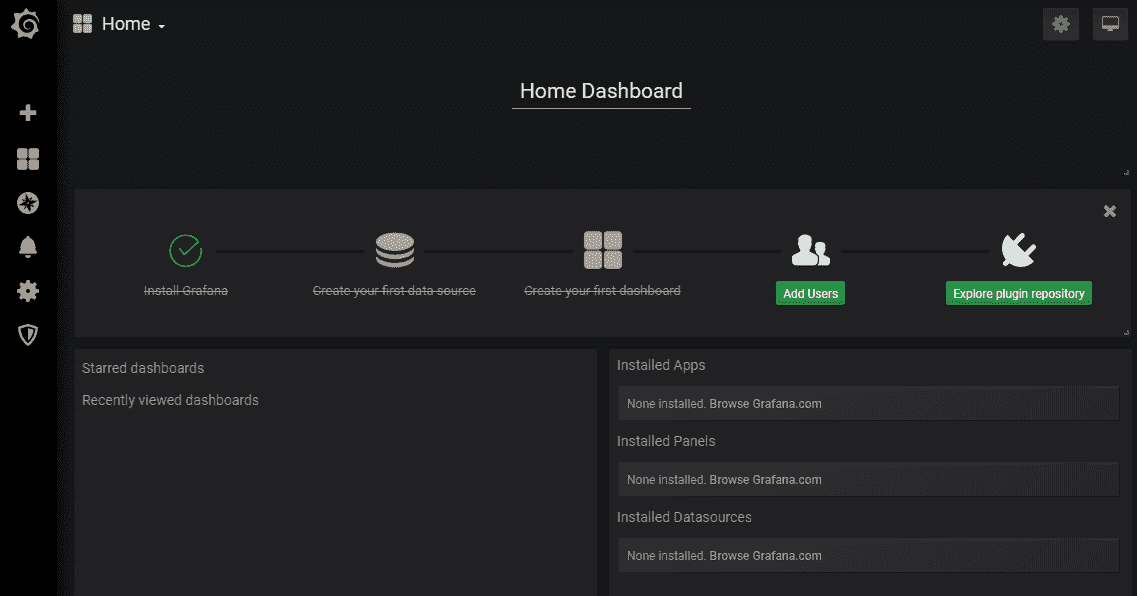 Home
Home Dashboard
Install Grafana
Create your first data source
Create your first dashboard
Add Users
Explore plugin repository
Starred dashboards
Recently viewed dashboards
Installed Apps
None installed. Browse Grafana.com
Installed Panels
None installed. Browse Grafana.com
Installed Datasources
None installed. Browse Grafana.com